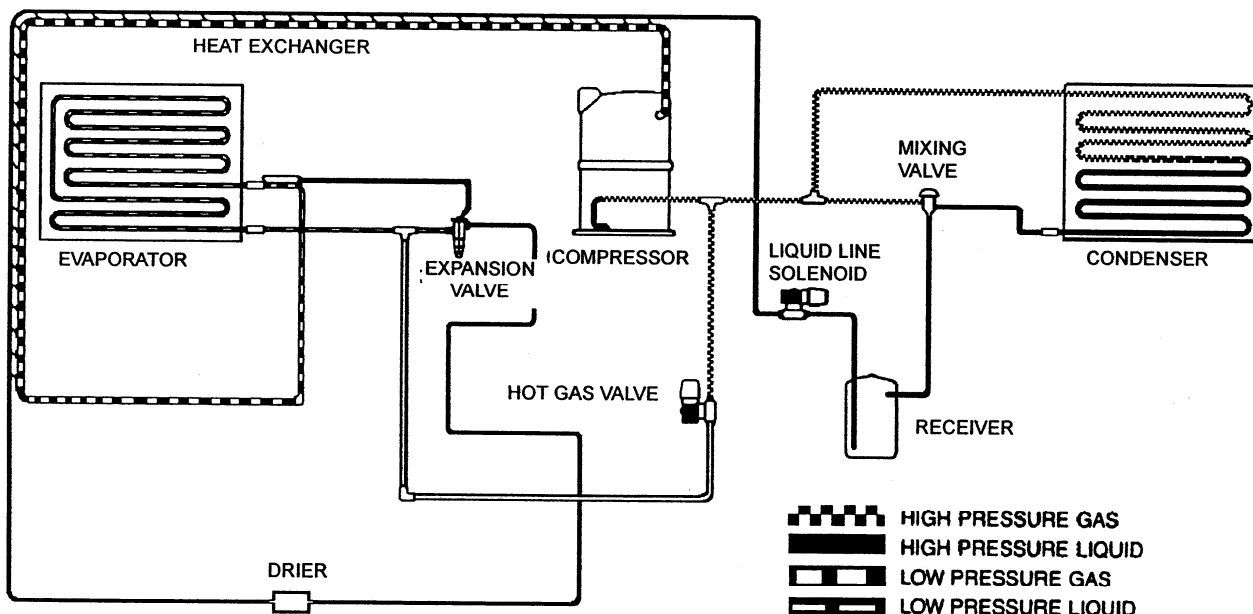 HEAT EXCHANGER
MIXING
VALVE
EVAPORATOR
EXPANSION
VALVE
COMPRESSOR
LIQUID LINE
SOLENOID
CONDENSER
HOT GAS VALVE
RECEIVER
DRIER
HIGH PRESSURE GAS
HIGH PRESSURE LIQUID
LOW PRESSURE GAS
LOW PRESSURE LIQUID